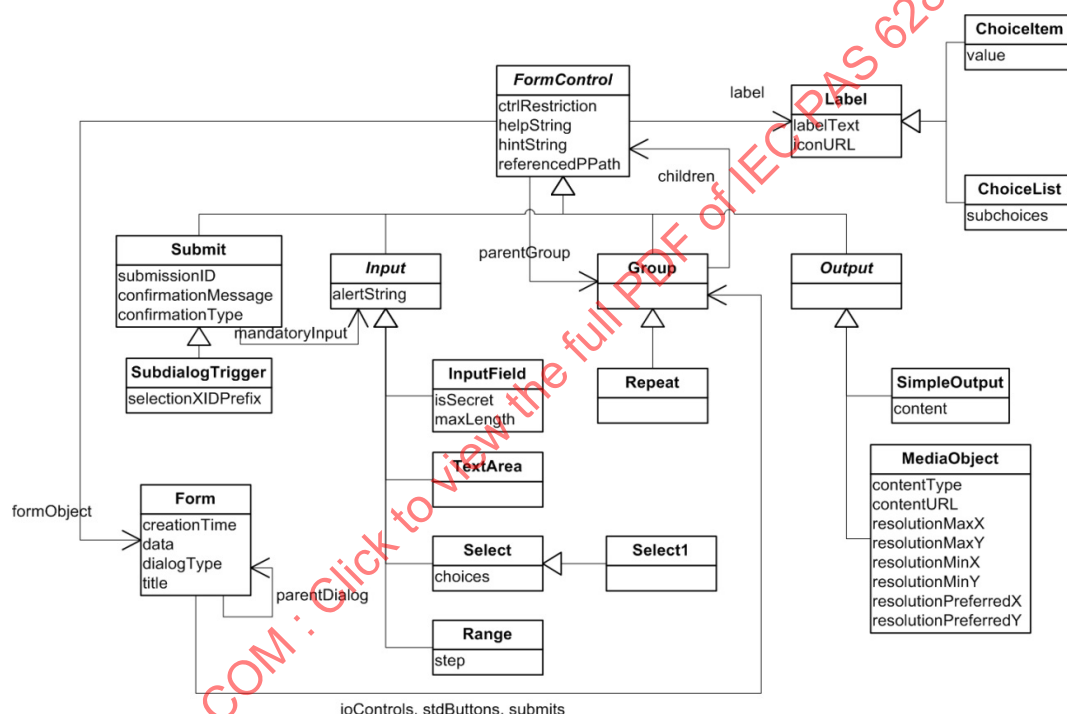 ChoiceItem
value
FormControl
ctrlRestriction
helpString
hintString
referencedPPath
label
Label
labelText
iconURL
children
ChoiceList
subchoices
Submit
submissionID
confirmationMessage
confirmationType
Input
alertString
parentGroup
Group
Output
mandatoryInput
SubdialogTrigger
selectionXIDPrefix
InputField
isSecret
maxLength
Repeat
SimpleOutput
content
TextArea
MediaObject
contentType
contentURL
resolutionMaxX
resolutionMaxY
resolutionMinX
resolutionMinY
resolutionPreferredX
resolutionPreferredY
Form
creationTime
data
dialogType
title
formObject
parentDialog
Select
choices
Select1
Range
step
ioControls, stdButtons, submits
COM : Click to view the full PDF of IEC PAS 628